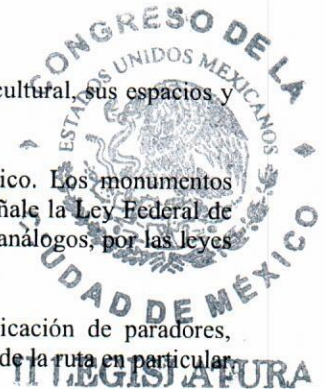 CONGRESO DE LA
ESTADOS UNIDOS MEXICANOS
cultural, sus espacios y
ico. Los monumentos
ñale la Ley Federal de
análogos, por las leyes
CIUDAD DE MÉXICO
icación de paradores,
de la ruta en particular,
II LEGISLATURA